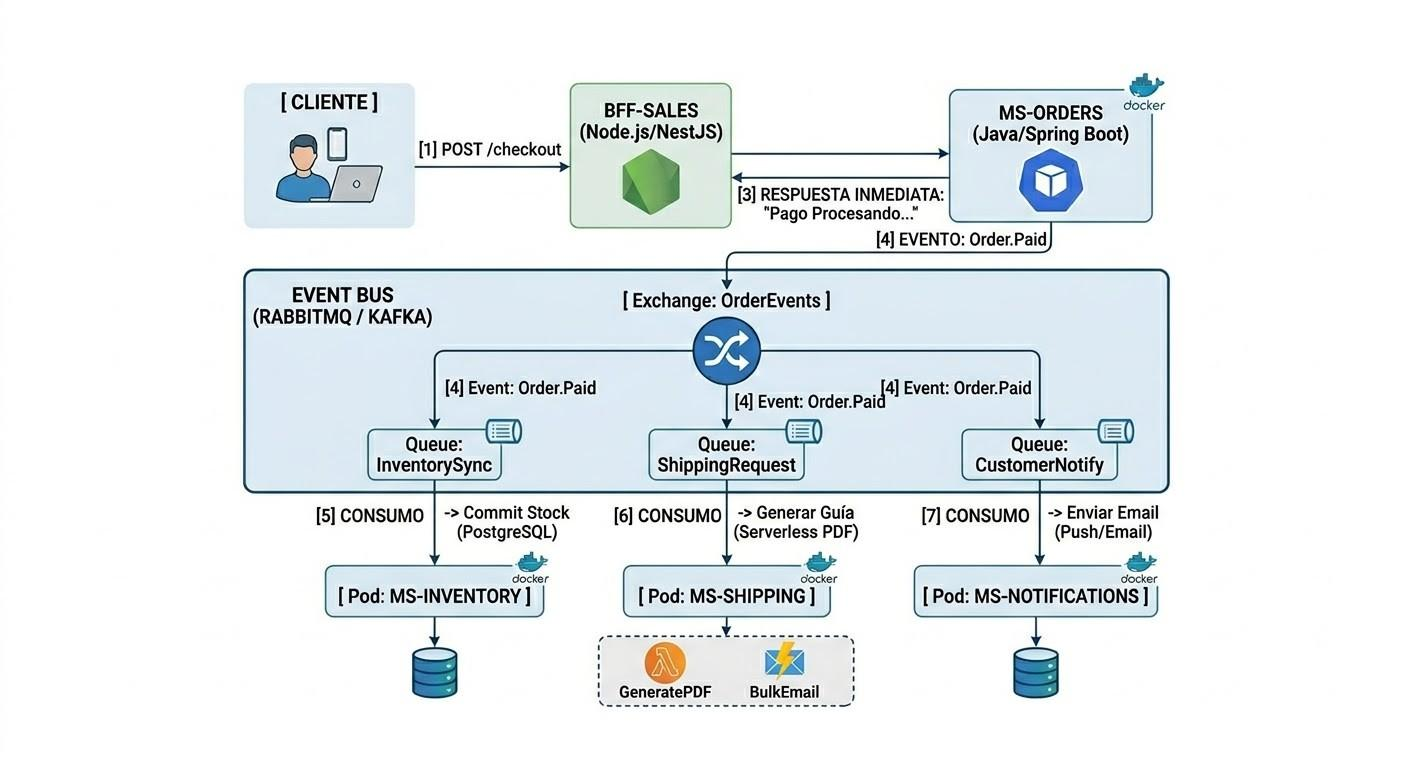 [ CLIENTE ]
[1] POST /checkout
BFF-SALES
(Node.js/NestJS)
[3] RESPUESTA INMEDIATA:
"Pago Procesando..."
MS-ORDERS
(Java/Spring Boot)
docker
[4] EVENTO: Order.Paid
EVENT BUS
(RABBITMQ / KAFKA)
[ Exchange: OrderEvents ]
[4] Event: Order.Paid
[4] Event: Order.Paid
[4] Event: Order.Paid
Queue:
InventorySync
Queue:
ShippingRequest
Queue:
CustomerNotify
[5] CONSUMO
-> Commit Stock
(PostgreSQL)
[6] CONSUMO
-> Generar Guía
(Serverless PDF)
[7] CONSUMO
-> Enviar Email
(Push/Email)
docker
[ Pod: MS-INVENTORY ]
docker
[ Pod: MS-SHIPPING ]
docker
[ Pod: MS-NOTIFICATIONS ]
GeneratePDF
BulkEmail